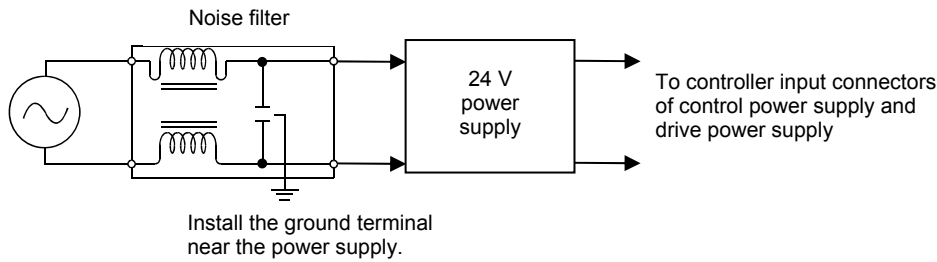 Noise filter
24 V
power
supply
To controller input connectors
of control power supply and
drive power supply
Install the ground terminal
near the power supply.